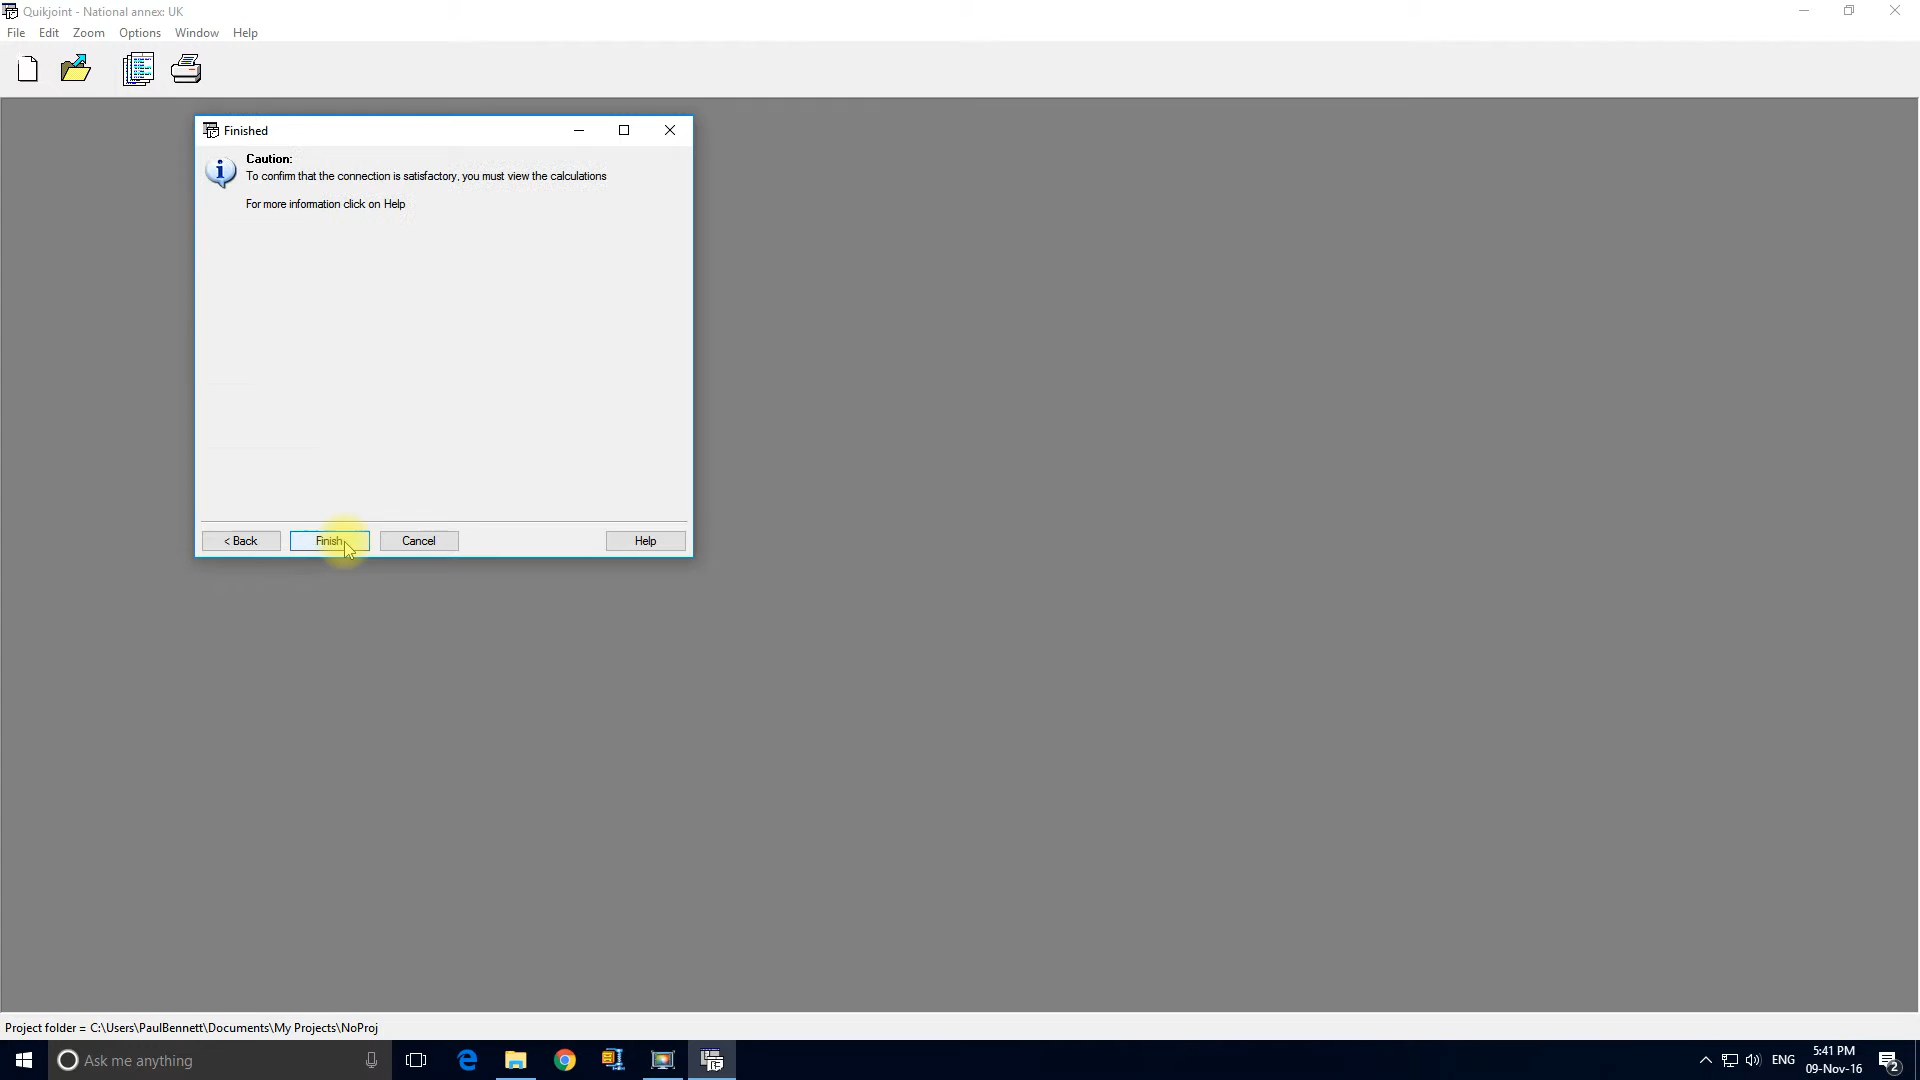 Quikjoint - National annex: UK
File Edit Zoom Options Window Help
Finished
Caution:
To confirm that the connection is satisfactory, you must view the calculations
For more information click on Help
< Back Finish Cancel Help
Project folder = C:\Users\PaulBennett\Documents\My Projects\NoProj
Ask me anything
ENG
5:41 PM
09-Nov-16
2